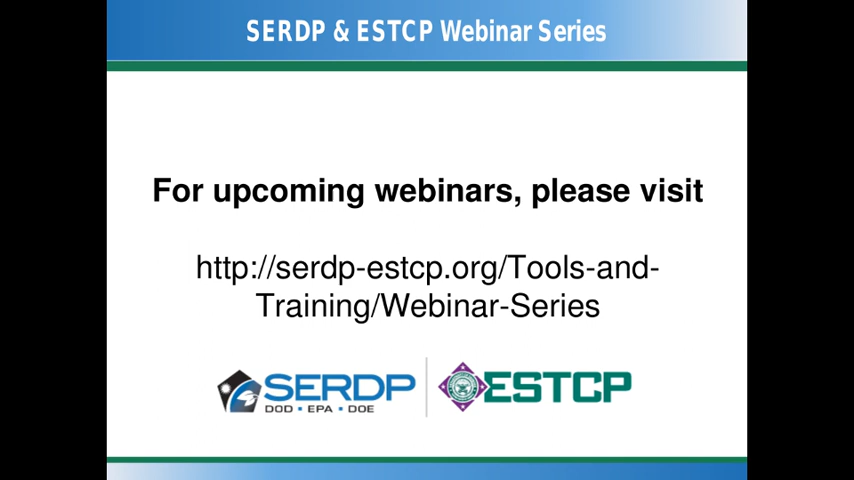 SERDP & ESTCP Webinar Series
For upcoming webinars, please visit
http://serdp-estcp.org/Tools-and-
Training/Webinar-Series
SERDP
DOD • EPA • DOE
ESTCP